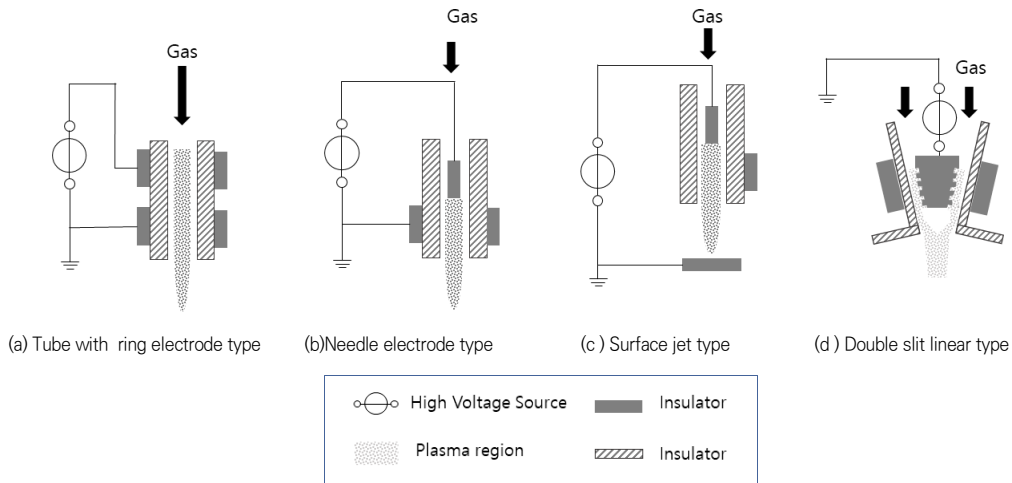 Gas
Gas
Gas
Gas
(a) Tube with ring electrode type
(b)Needle electrode type
(c ) Surface jet type
(d ) Double slit linear type
High Voltage Source
Insulator
Plasma region
Insulator